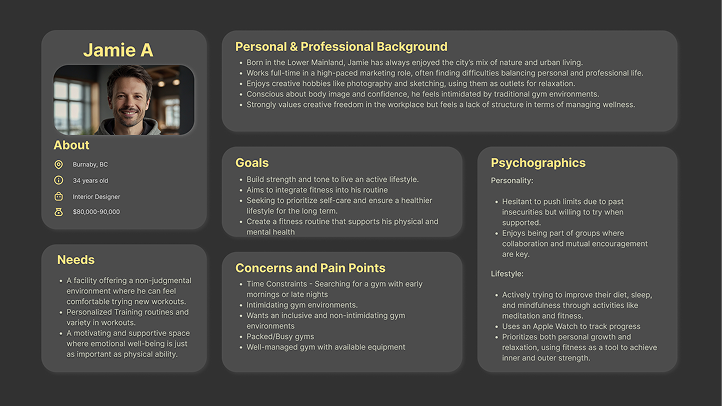 Jamie A
About
Burnaby, BC
34 years old
Interior Designer
$80,000-90,000
Needs
• A facility offering a non-judgmental
environment where he can feel
comfortable trying new workouts.
• Personalized Training routines and
variety in workouts.
• A motivating and supportive space
where emotional well-being is just
as important as physical ability.
Personal & Professional Background
• Born in the Lower Mainland, Jamie has always enjoyed the city's mix of nature and urban living.
• Works full-time in a high-paced marketing role, often finding difficulties balancing personal and professional life.
• Enjoys creative hobbies like photography and sketching, using them as outlets for relaxation.
• Conscious about body image and confidence, he feels intimidated by traditional gym environments.
• Strongly values creative freedom in the workplace but feels a lack of structure in terms of managing wellness.
Goals
• Build strength and tone to live an active lifestyle.
• Aims to integrate fitness into his routine
• Seeking to prioritize self-care and ensure a healthier
lifestyle for the long term.
• Create a fitness routine that supports his physical and
mental health
Concerns and Pain Points
• Time Constraints - Searching for a gym with early
mornings or late nights
• Intimidating gym environments.
• Wants an inclusive and non-intimidating gym
environments
• Packed/Busy gyms
• Well-managed gym with available equipment
Psychographics
Personality:
• Hesitant to push limits due to past
insecurities but willing to try when
supported.
• Enjoys being part of groups where
collaboration and mutual encouragement
are key.
Lifestyle:
• Actively trying to improve their diet, sleep,
and mindfulness through activities like
meditation and fitness.
• Uses an Apple Watch to track progress
• Prioritizes both personal growth and
relaxation, using fitness as a tool to achieve
inner and outer strength.